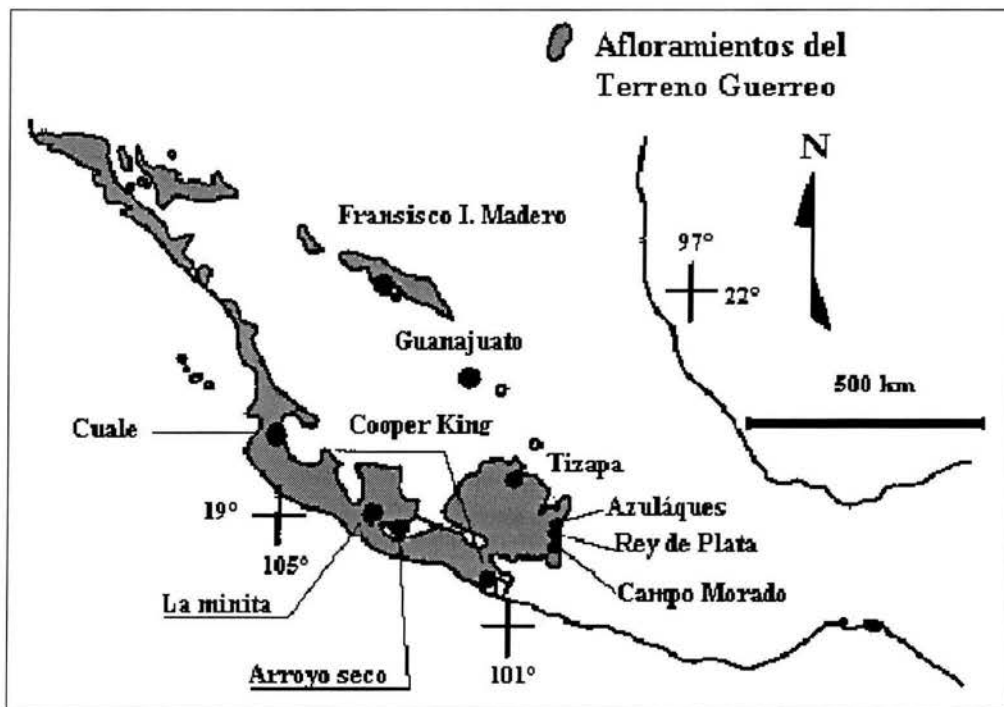 Afloramientos del
Terreno Guerreo
N
Fransisco I. Madero
97°
22°
Guanajuato
500 km
Cuale
Cooper King
Tizapa
19°
Azuláques
Rey de Plata
105°
Campo Morado
La minita
101°
Arroyo seco